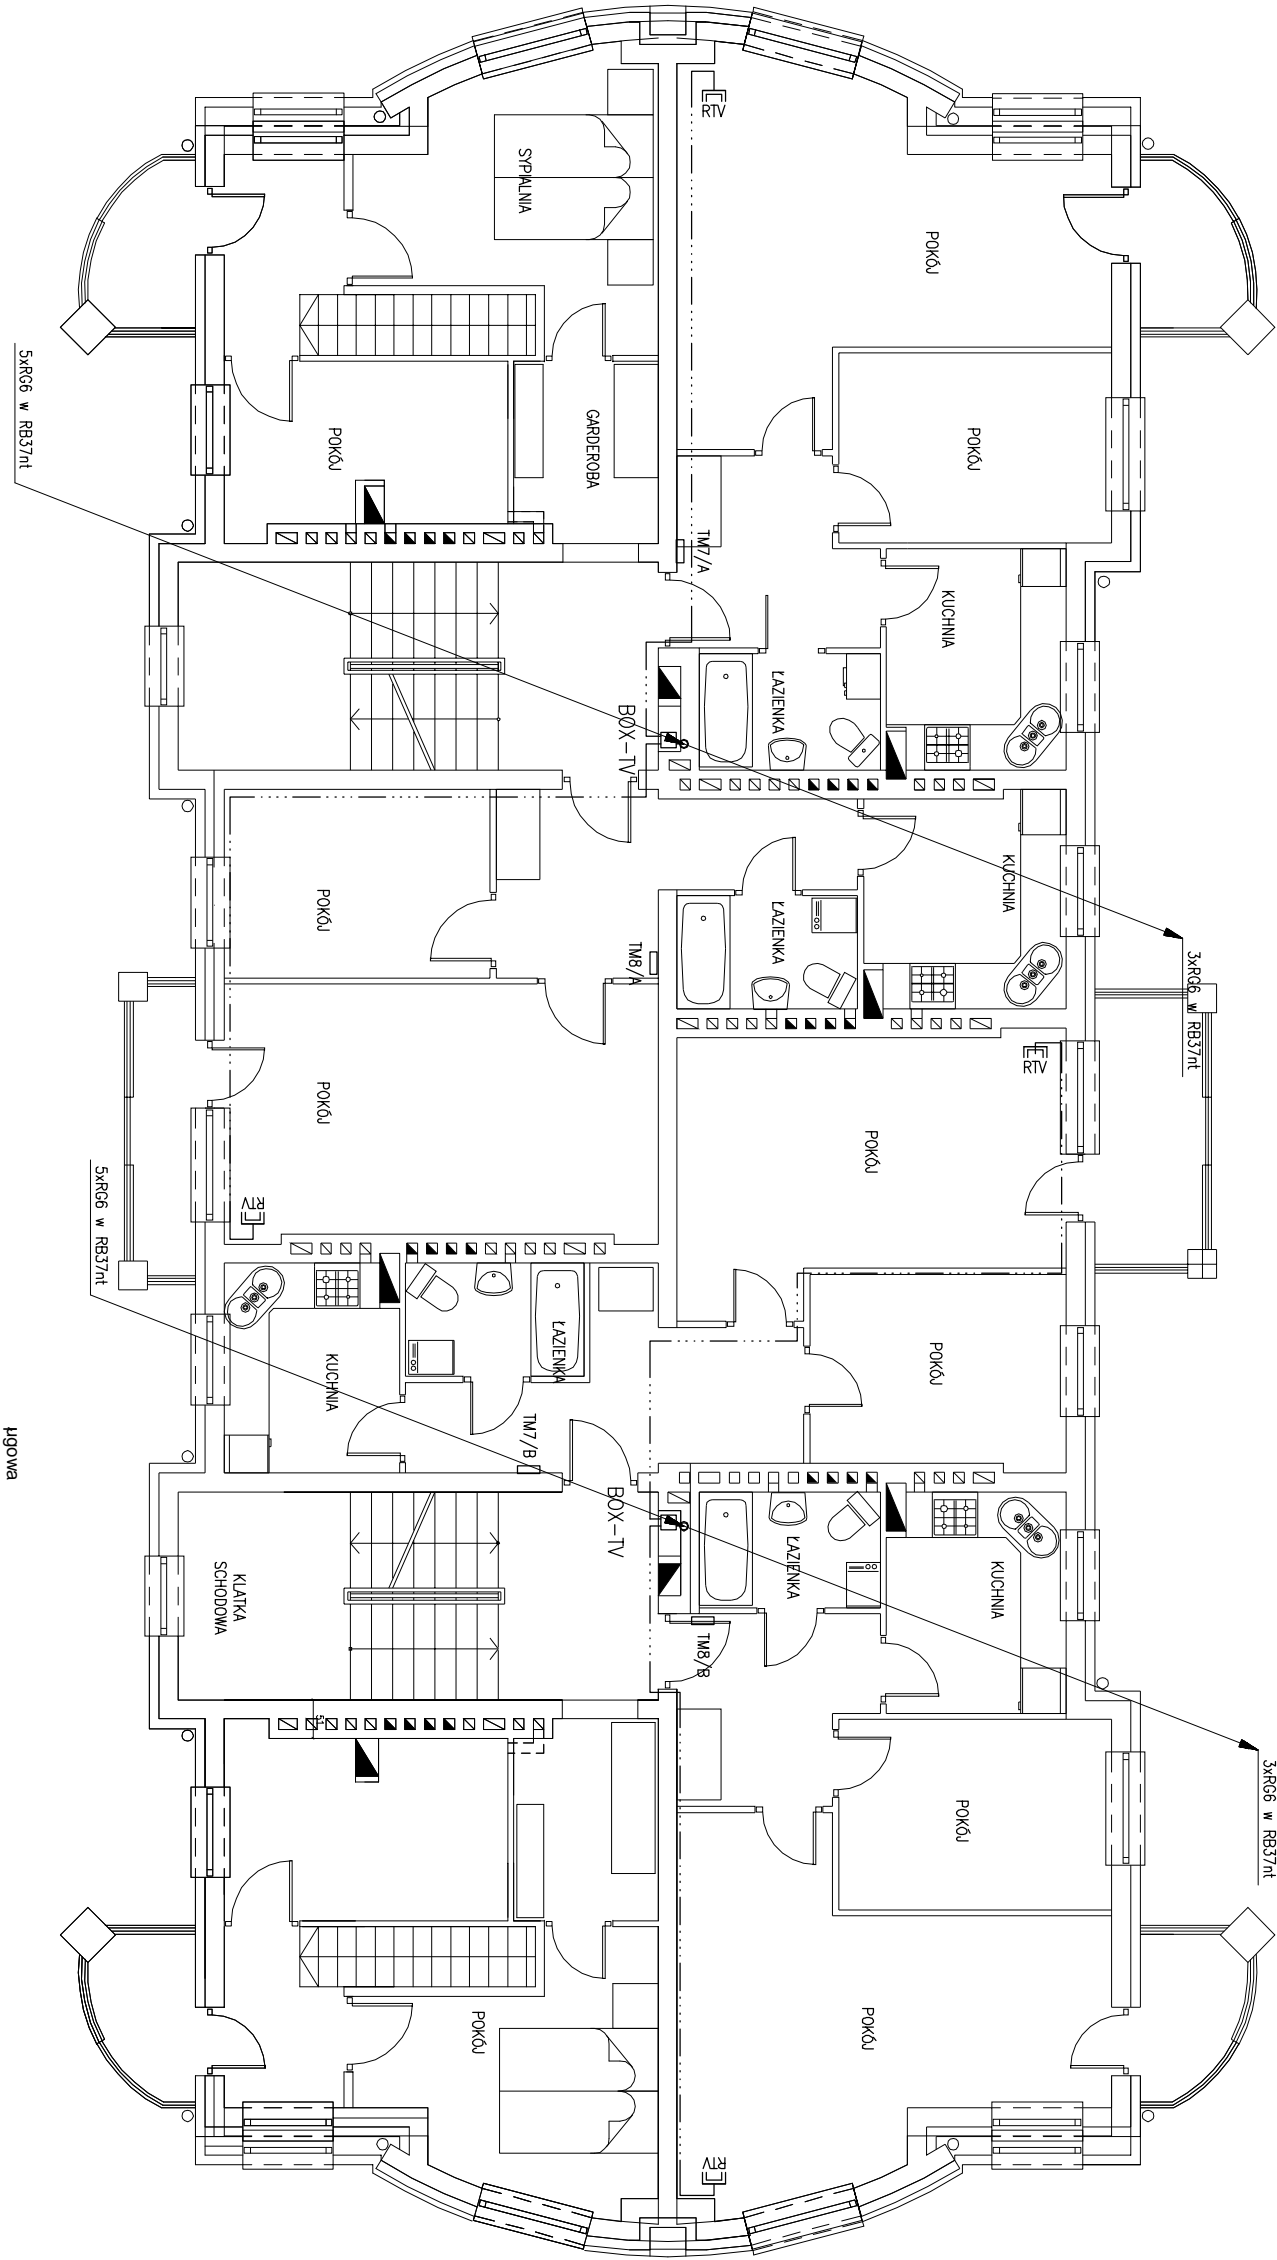 RTV
SYPIALNIA
POKÓJ
5xRG6 w RB37nt
POKÓJ
GARDEROBA
POKÓJ
TM7/A
KUCHNIA
ŁAZIENKA
BOX-TV
KUCHNIA
ŁAZIENKA
POKÓJ
TM8/A
3xRG6 w RB37nt
RTV
POKÓJ
POKÓJ
5xRG6 w RB37nt
RTV
ŁAZIENKA
KUCHNIA
POKÓJ
TM7/B
BOX-TV
ługowa
KLATKA
SCHODOWA
ŁAZIENKA
KUCHNIA
TM8/B
51
POKÓJ
3xRG6 w RB37nt
POKÓJ
POKÓJ
RTV